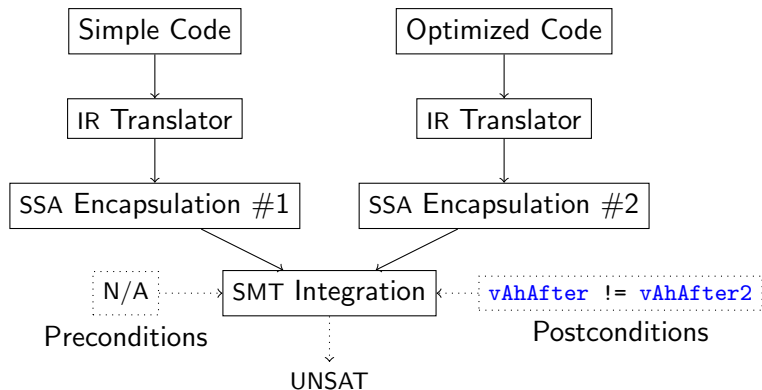 Simple Code
Optimized Code
IR Translator
IR Translator
SSA Encapsulation #1
SSA Encapsulation #2
N/A
SMT Integration
vAhAfter != vAhAfter2
Preconditions
Postconditions
UNSAT